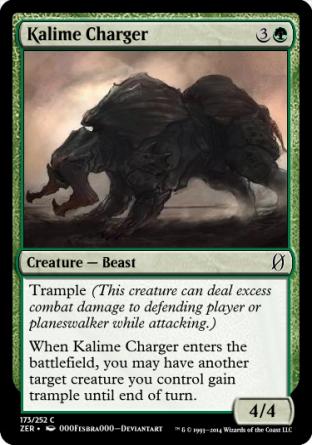 Kalime Charger 3
Creature — Beast
Trample (This creature can deal excess
combat damage to defending player or
planeswalker while attacking.)
When Kalime Charger enters the
battlefield, you may have another
target creature you control gain
trample until end of turn.
4/4
173/252 C
ZER • 000FESBRA000—DEVIANTART
™ & © 1993–2014 Wizards of the Coast LLC